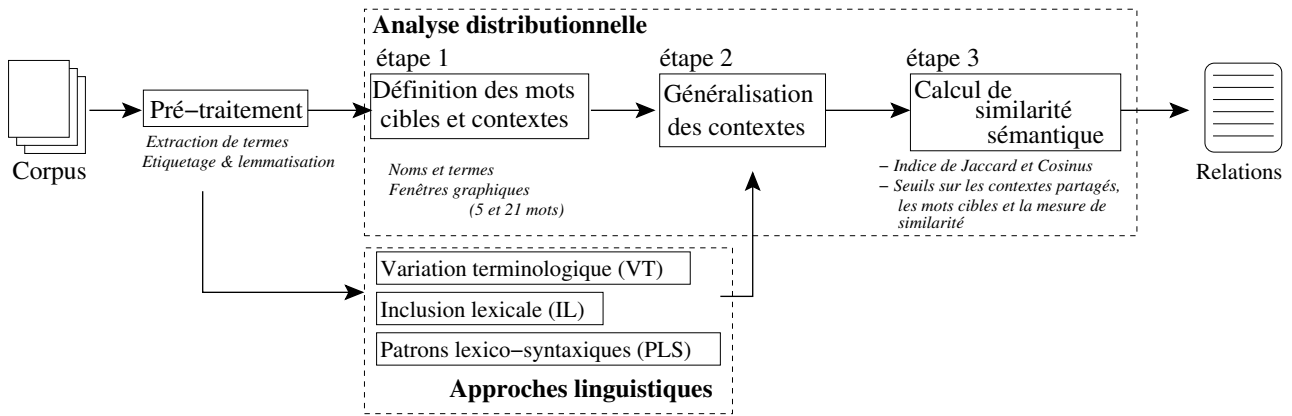 Analyse distributionnelle
étape 1
étape 2
étape 3
Corpus
Pré−traitement
Extraction de termes
Etiquetage & lemmatisation
Définition des mots
cibles et contextes
Noms et termes
Fenêtres graphiques
(5 et 21 mots)
Généralisation
des contextes
Calcul de
similarité
sémantique
− Indice de Jaccard et Cosinus
− Seuils sur les contextes partagés,
les mots cibles et la mesure de
similarité
Relations
Variation terminologique (VT)
Inclusion lexicale (IL)
Patrons lexico−syntaxiques (PLS)
Approches linguistiques